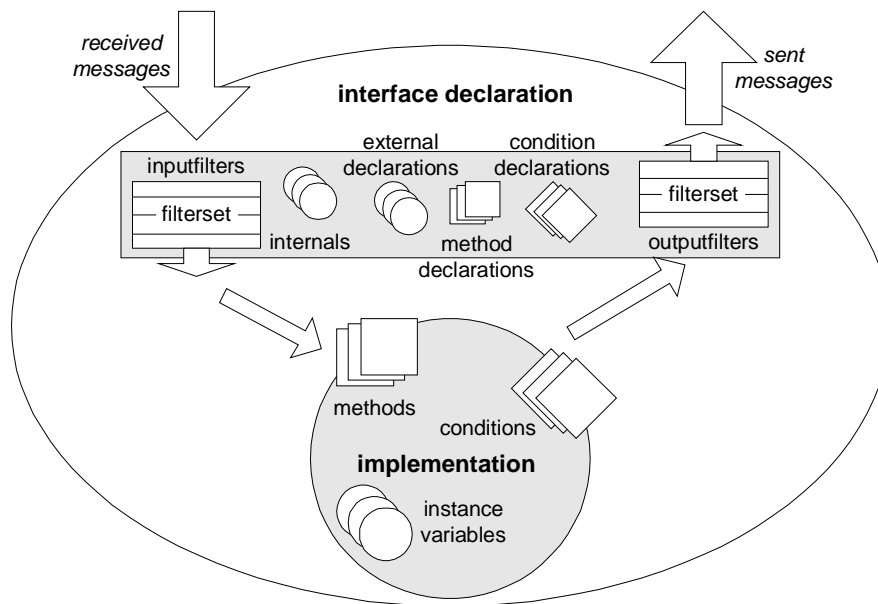 received
messages
sent
messages
interface declaration
inputfilters
filterset
internals
external
declarations
method
declarations
condition
declarations
filterset
outputfilters
methods
conditions
implementation
instance
variables